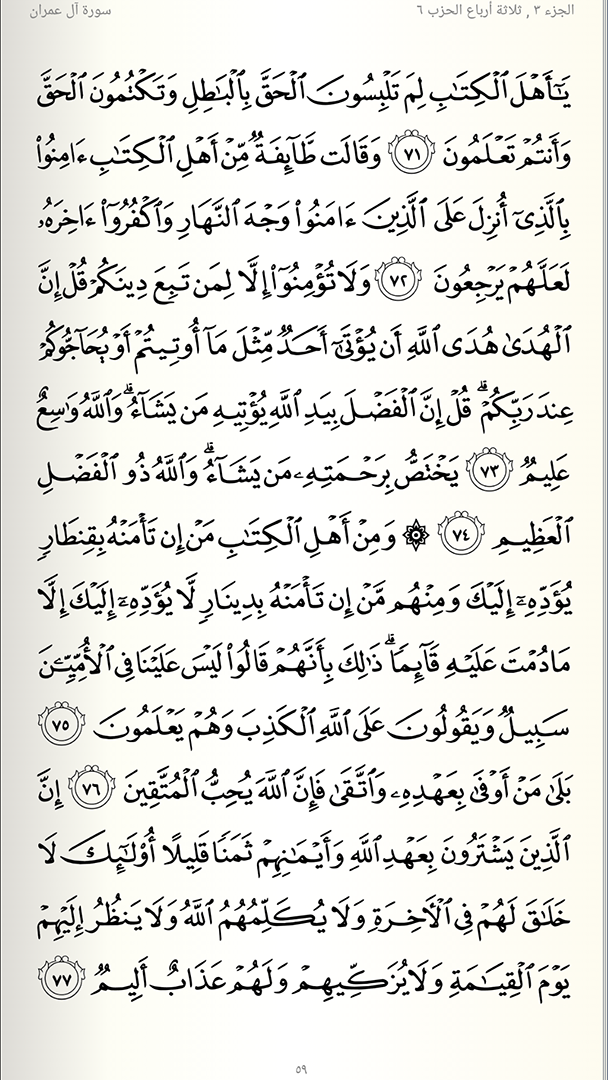 الجزء ٣ , ثلاثة أرباع الحزب ٦
سورة آل عمران
يَـٰٓأَهۡلَ ٱلۡكِتَـٰبِ لِمَ تَلۡبِسُونَ ٱلۡحَقَّ بِٱلۡبَـٰطِلِ وَتَكۡتُمُونَ ٱلۡحَقَّ
وَأَنتُمۡ تَعۡلَمُونَ ٧١ وَقَالَت طَّآئِفَةٞ مِّنۡ أَهۡلِ ٱلۡكِتَـٰبِ ءَامِنُواْ
بِٱلَّذِيٓ أُنزِلَ عَلَى ٱلَّذِينَ ءَامَنُواْ وَجۡهَ ٱلنَّهَارِ وَٱكۡفُرُوٓاْ ءَاخِرَهُۥ
لَعَلَّهُمۡ يَرۡجِعُونَ ٧٢ وَلَا تُؤۡمِنُوٓاْ إِلَّا لِمَن تَبِعَ دِينَكُمۡ قُلۡ إِنَّ
ٱلۡهُدَىٰ هُدَى ٱللَّهِ أَن يُؤۡتَىٰٓ أَحَدٞ مِّثۡلَ مَآ أُوتِيتُمۡ أَوۡ يُحَآجُّوكُمۡ
عِندَ رَبِّكُمۡۗ قُلۡ إِنَّ ٱلۡفَضۡلَ بِيَدِ ٱللَّهِ يُؤۡتِيهِ مَن يَشَآءُۗ وَٱللَّهُ وَٰسِعٌ
عَلِيمٞ ٧٣ يَخۡتَصُّ بِرَحۡمَتِهِۦ مَن يَشَآءُۗ وَٱللَّهُ ذُو ٱلۡفَضۡلِ
ٱلۡعَظِيمِ ٧٤ ۞ وَمِنۡ أَهۡلِ ٱلۡكِتَـٰبِ مَنۡ إِن تَأۡمَنۡهُ بِقِنطَارٖ
يُؤَدِّهِۦٓ إِلَيۡكَ وَمِنۡهُم مَّنۡ إِن تَأۡمَنۡهُ بِدِينَارٖ لَّا يُؤَدِّهِۦٓ إِلَيۡكَ إِلَّا
مَا دُمۡتَ عَلَيۡهِ قَآئِمٗاۗ ذَٰلِكَ بِأَنَّهُمۡ قَالُواْ لَيۡسَ عَلَيۡنَا فِي ٱلۡأُمِّيِّـۧنَ
سَبِيلٞ وَيَقُولُونَ عَلَى ٱللَّهِ ٱلۡكَذِبَ وَهُمۡ يَعۡلَمُونَ ٧٥
بَلَىٰ مَنۡ أَوۡفَىٰ بِعَهۡدِهِۦ وَٱتَّقَىٰ فَإِنَّ ٱللَّهَ يُحِبُّ ٱلۡمُتَّقِينَ ٧٦ إِنَّ
ٱلَّذِينَ يَشۡتَرُونَ بِعَهۡدِ ٱللَّهِ وَأَيۡمَـٰنِهِمۡ ثَمَنٗا قَلِيلًا أُوْلَـٰٓئِكَ لَا
خَلَـٰقَ لَهُمۡ فِي ٱلۡأٓخِرَةِ وَلَا يُكَلِّمُهُمُ ٱللَّهُ وَلَا يَنظُرُ إِلَيۡهِمۡ
يَوۡمَ ٱلۡقِيَـٰمَةِ وَلَا يُزَكِّيهِمۡ وَلَهُمۡ عَذَابٌ أَلِيمٞ ٧٧
٥٩